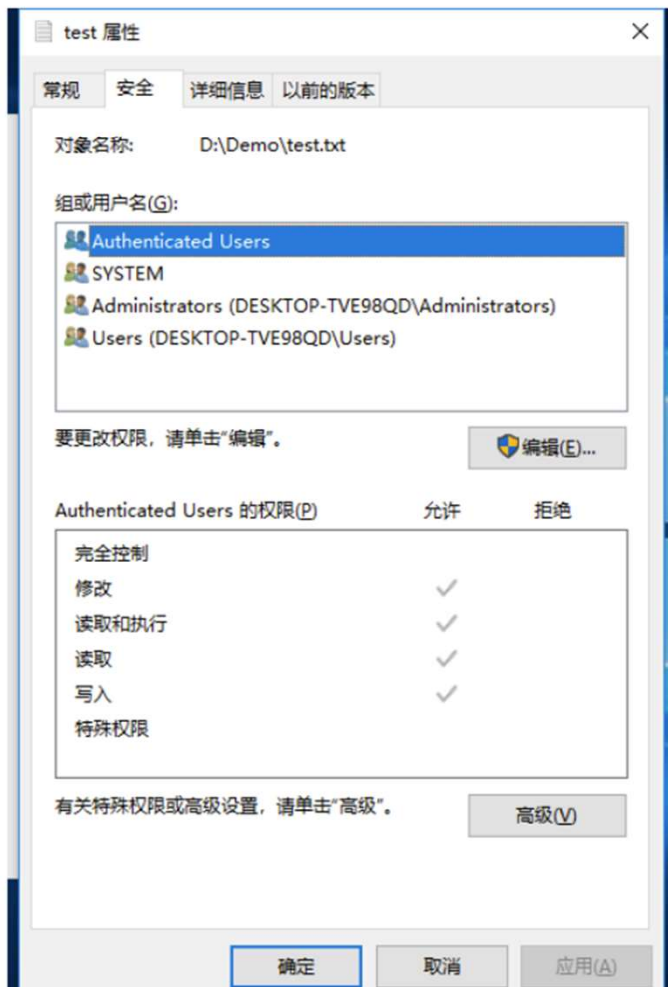 test 属性
常规 安全 详细信息 以前的版本
对象名称: D:\Demo\test.txt
组或用户名(G):
Authenticated Users
SYSTEM
Administrators (DESKTOP-TVE98QD\Administrators)
Users (DESKTOP-TVE98QD\Users)
要更改权限，请单击“编辑”。
编辑(E)...
Authenticated Users 的权限(P) 允许 拒绝
完全控制
修改
读取和执行
读取
写入
特殊权限
有关特殊权限或高级设置，请单击“高级”。
高级(V)
确定 取消 应用(A)